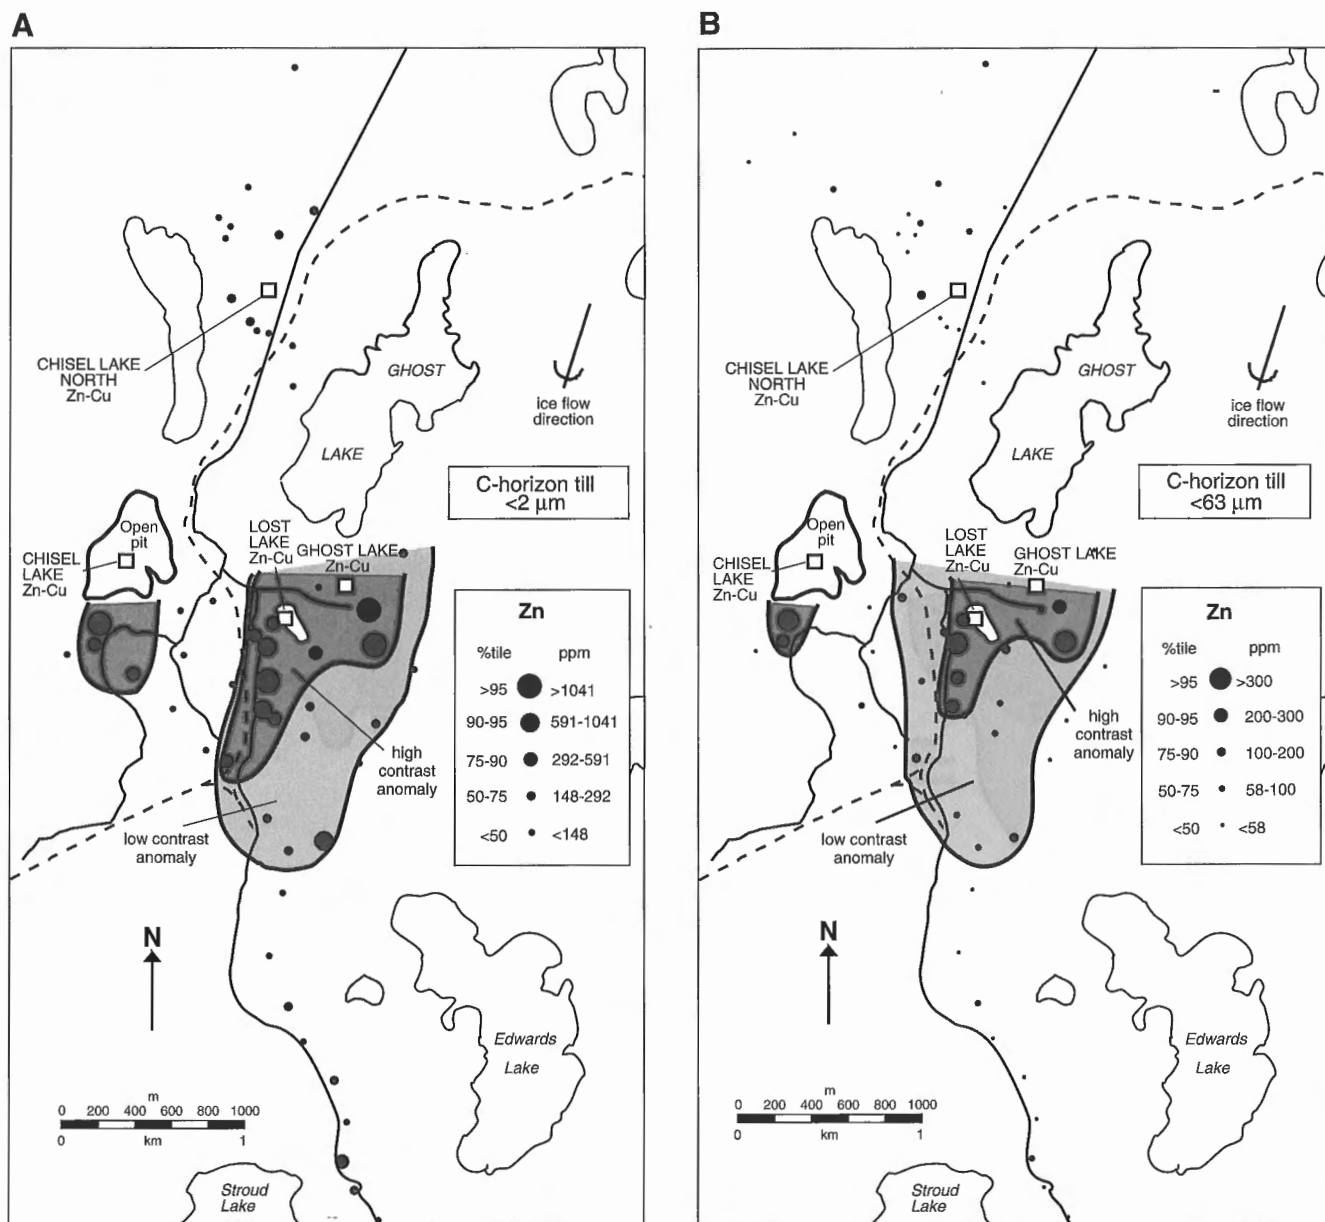 A
CHISEL LAKE
NORTH
Zn-Cu
GHOST
LAKE
ice flow
direction
C-horizon till
<2 µm
Open
pit
CHISEL
LAKE
Zn-Cu
LOST
LAKE
Zn-Cu
GHOST LAKE
Zn-Cu
Zn
%tile ppm
>95 >1041
90-95 591-1041
75-90 292-591
50-75 148-292
<50 <148
high
contrast
anomaly
low contrast
anomaly
N
m
0 200 400 600 800 1000
0 km 1
Edwards
Lake
Stroud
Lake
B
CHISEL LAKE
NORTH
Zn-Cu
GHOST
LAKE
ice flow
direction
C-horizon till
<63 µm
Open
pit
CHISEL
LAKE
Zn-Cu
LOST
LAKE
Zn-Cu
GHOST LAKE
Zn-Cu
Zn
%tile ppm
>95 >300
90-95 200-300
75-90 100-200
50-75 58-100
<50 <58
high
contrast
anomaly
low contrast
anomaly
N
m
0 200 400 600 800 1000
0 km 1
Edwards
Lake
Stroud
Lake